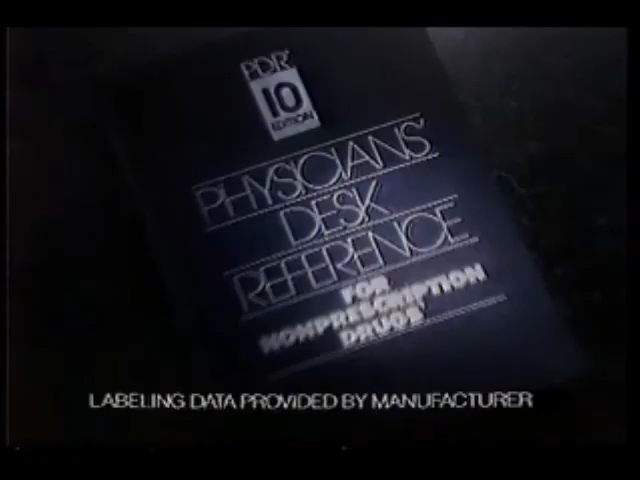 PDR®
10
EDITION
PHYSICIANS'
DESK
REFERENCE
FOR
NONPRESCRIPTION
DRUGS
LABELING DATA PROVIDED BY MANUFACTURER